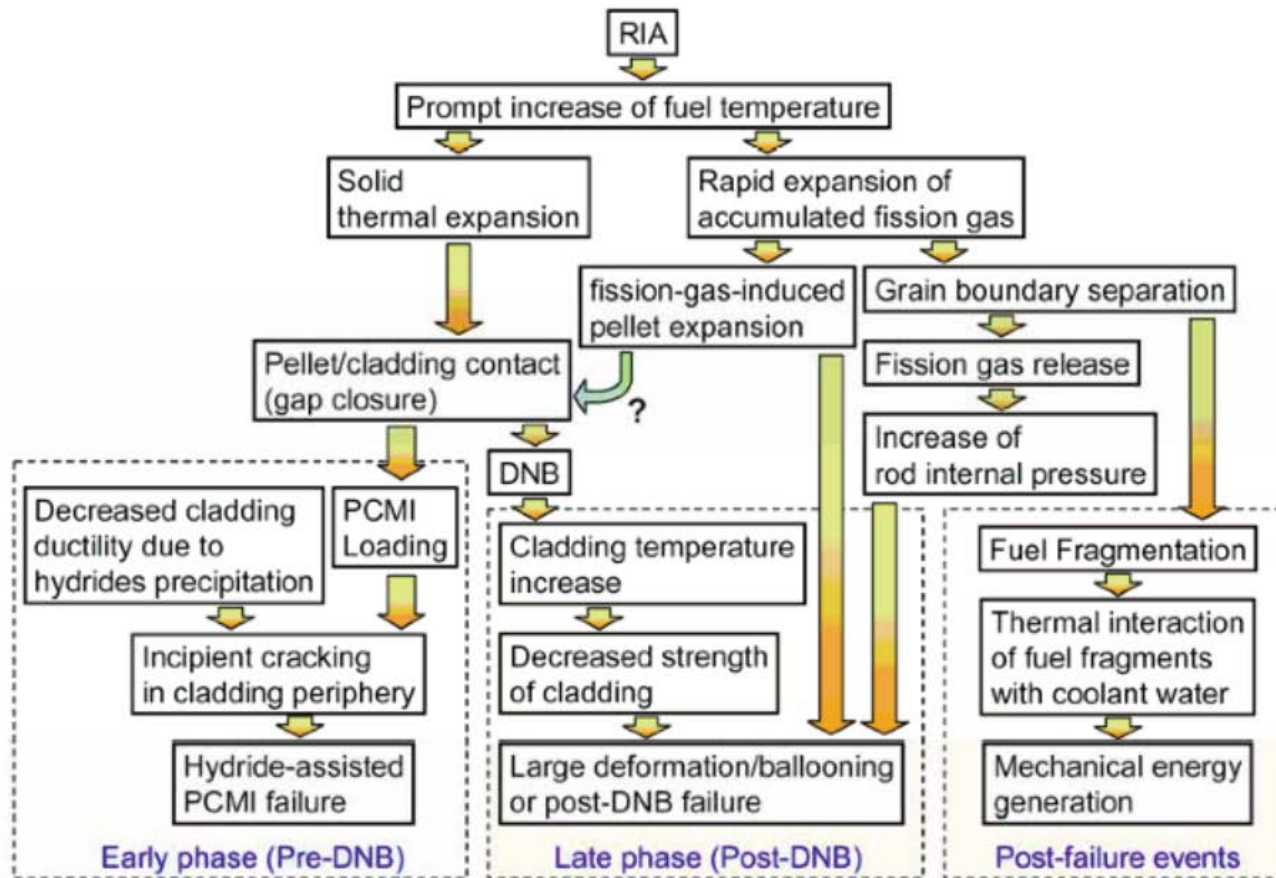 RIA
Prompt increase of fuel temperature
Solid
thermal expansion
Rapid expansion of
accumulated fission gas
fission-gas-induced
pellet expansion
Grain boundary separation
Pellet/cladding contact
(gap closure)
?
Fission gas release
Increase of
rod internal pressure
DNB
Decreased cladding
ductility due to
hydrides precipitation
PCMI
Loading
Incipient cracking
in cladding periphery
Hydride-assisted
PCMI failure
Early phase (Pre-DNB)
Cladding temperature
increase
Decreased strength
of cladding
Large deformation/ballooning
or post-DNB failure
Late phase (Post-DNB)
Fuel Fragmentation
Thermal interaction
of fuel fragments
with coolant water
Mechanical energy
generation
Post-failure events